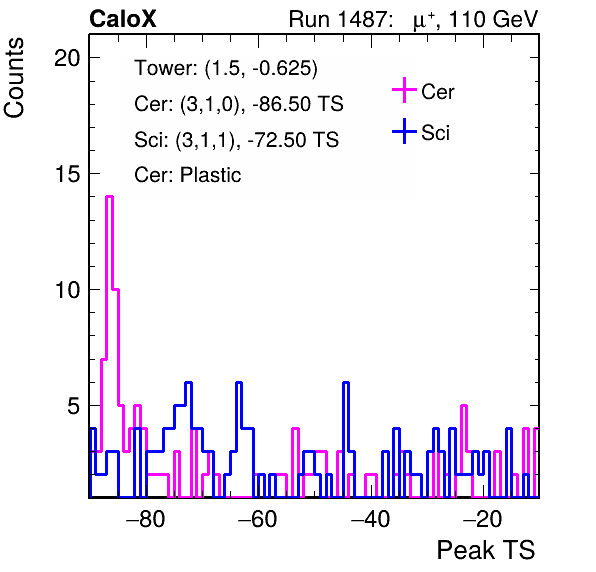 CaloX Run 1487: μ⁺, 110 GeV
Counts
Tower: (1.5, -0.625)
Cer: (3,1,0), -86.50 TS
Sci: (3,1,1), -72.50 TS
Cer: Plastic
Cer
Sci
20
15
10
5
−80 −60 −40 −20
Peak TS